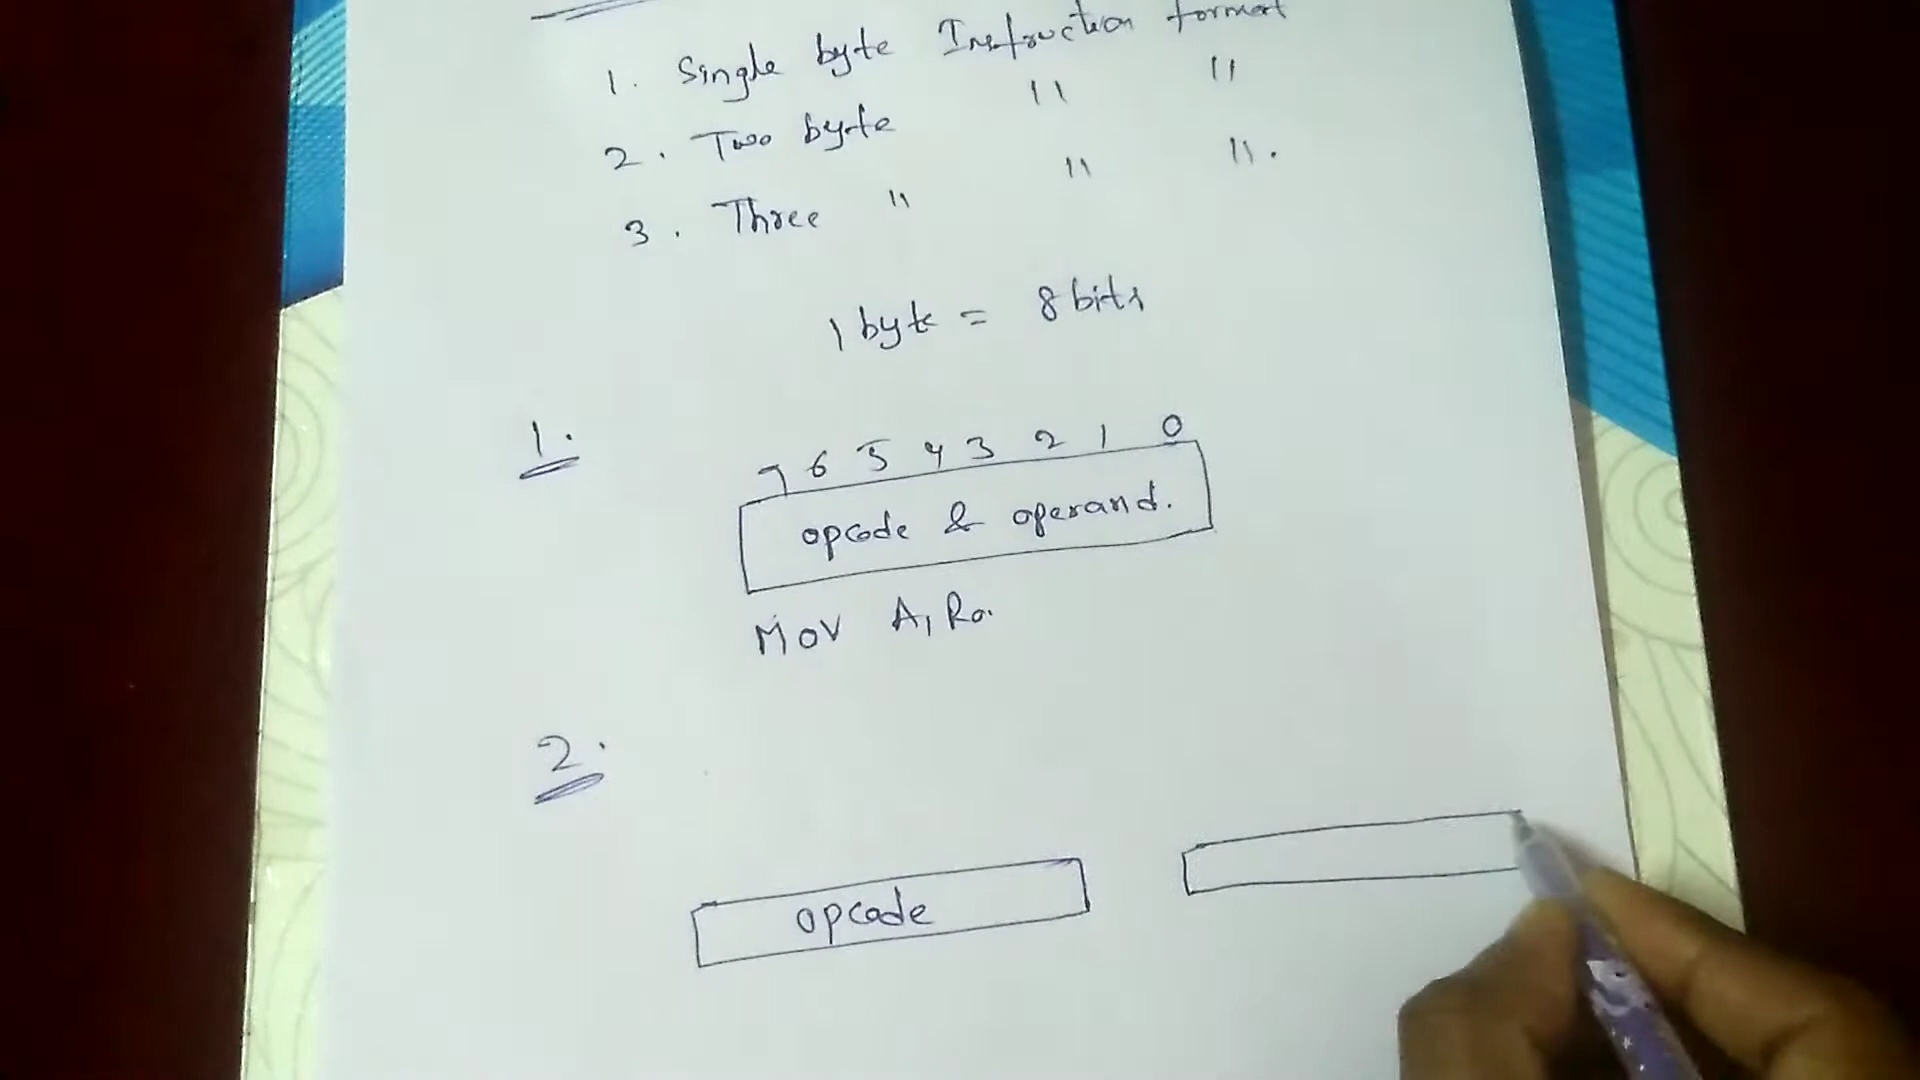 1. Single byte Instruction format
2. Two byte " "
3. Three " " ".
1 byte = 8 bits
1.
7 6 5 4 3 2 1 0
opcode & operand.
MOV A, R0.
2.
opcode